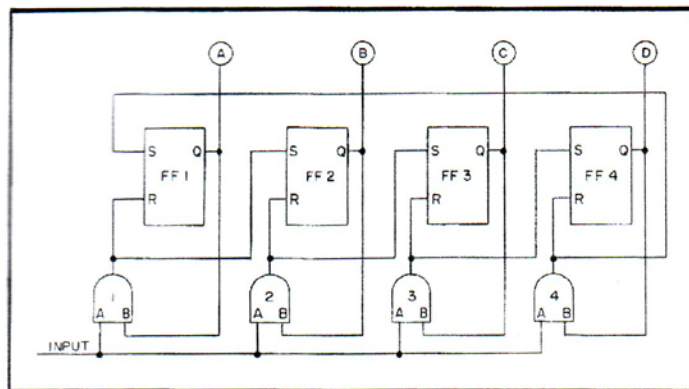 A B C D
S Q S Q S Q S Q
FF 1 FF 2 FF 3 FF 4
R R R R
1 2 3 4
A B A B A B A B
INPUT